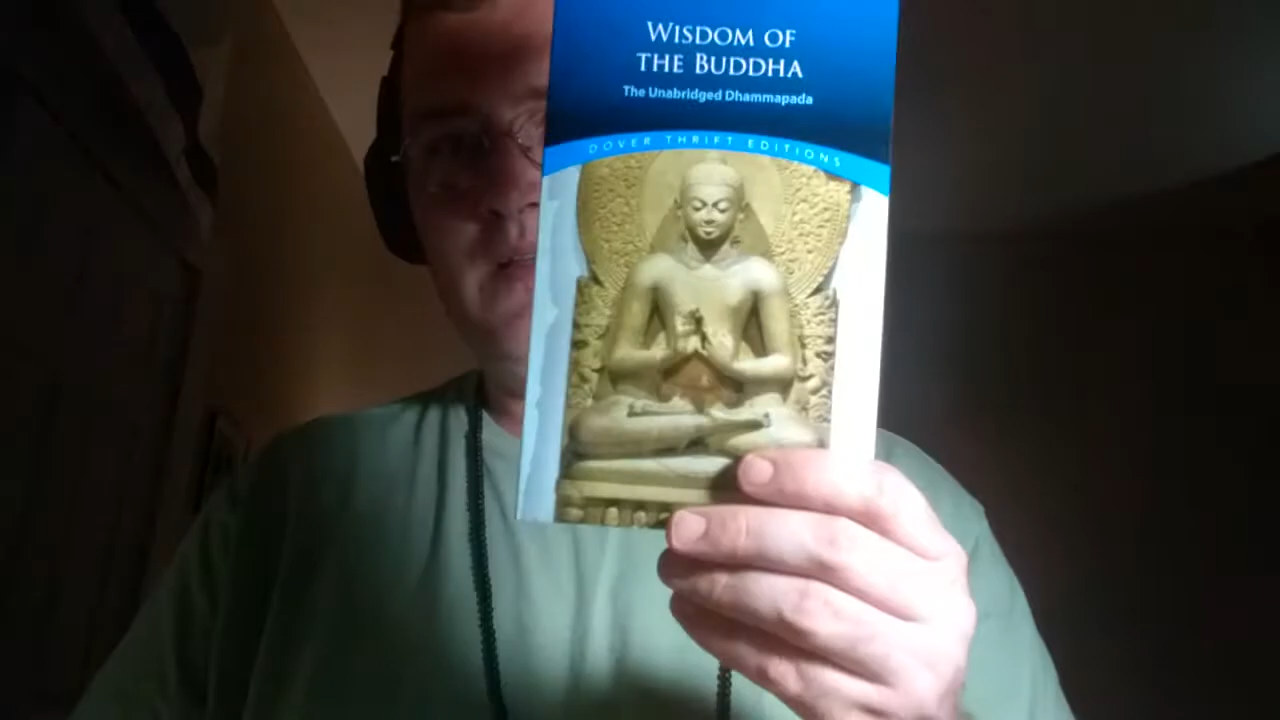 WISDOM OF
THE BUDDHA
The Unabridged Dhammapada
DOVER THRIFT EDITIONS